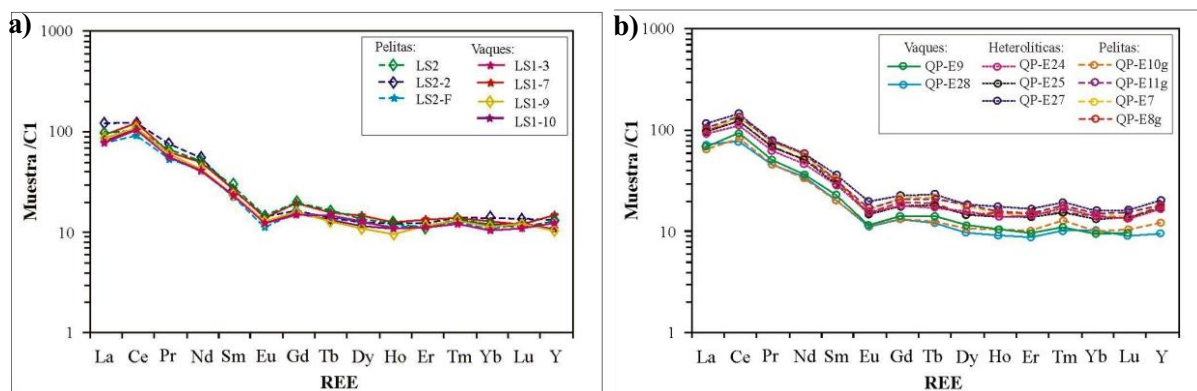 a)
Muestra /C1
1000
100
10
1
Pelitas:
LS2
LS2-2
LS2-F
Vaques:
LS1-3
LS1-7
LS1-9
LS1-10
La Ce Pr Nd Sm Eu Gd Tb Dy Ho Er Tm Yb Lu Y
REE
b)
Muestra /C1
1000
100
10
1
Vaques:
QP-E9
QP-E28
Heterolíticas:
QP-E24
QP-E25
QP-E27
Pelitas:
QP-E10g
QP-E11g
QP-E7
QP-E8g
La Ce Pr Nd Sm Eu Gd Tb Dy Ho Er Tm Yb Lu Y
REE